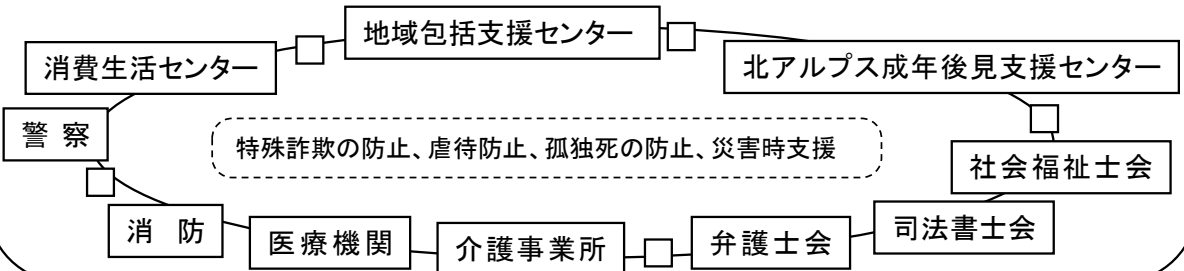 地域包括支援センター
消費生活センター
北アルプス成年後見支援センター
警察
特殊詐欺の防止、虐待防止、孤独死の防止、災害時支援
社会福祉士会
消防
医療機関
介護事業所
弁護士会
司法書士会